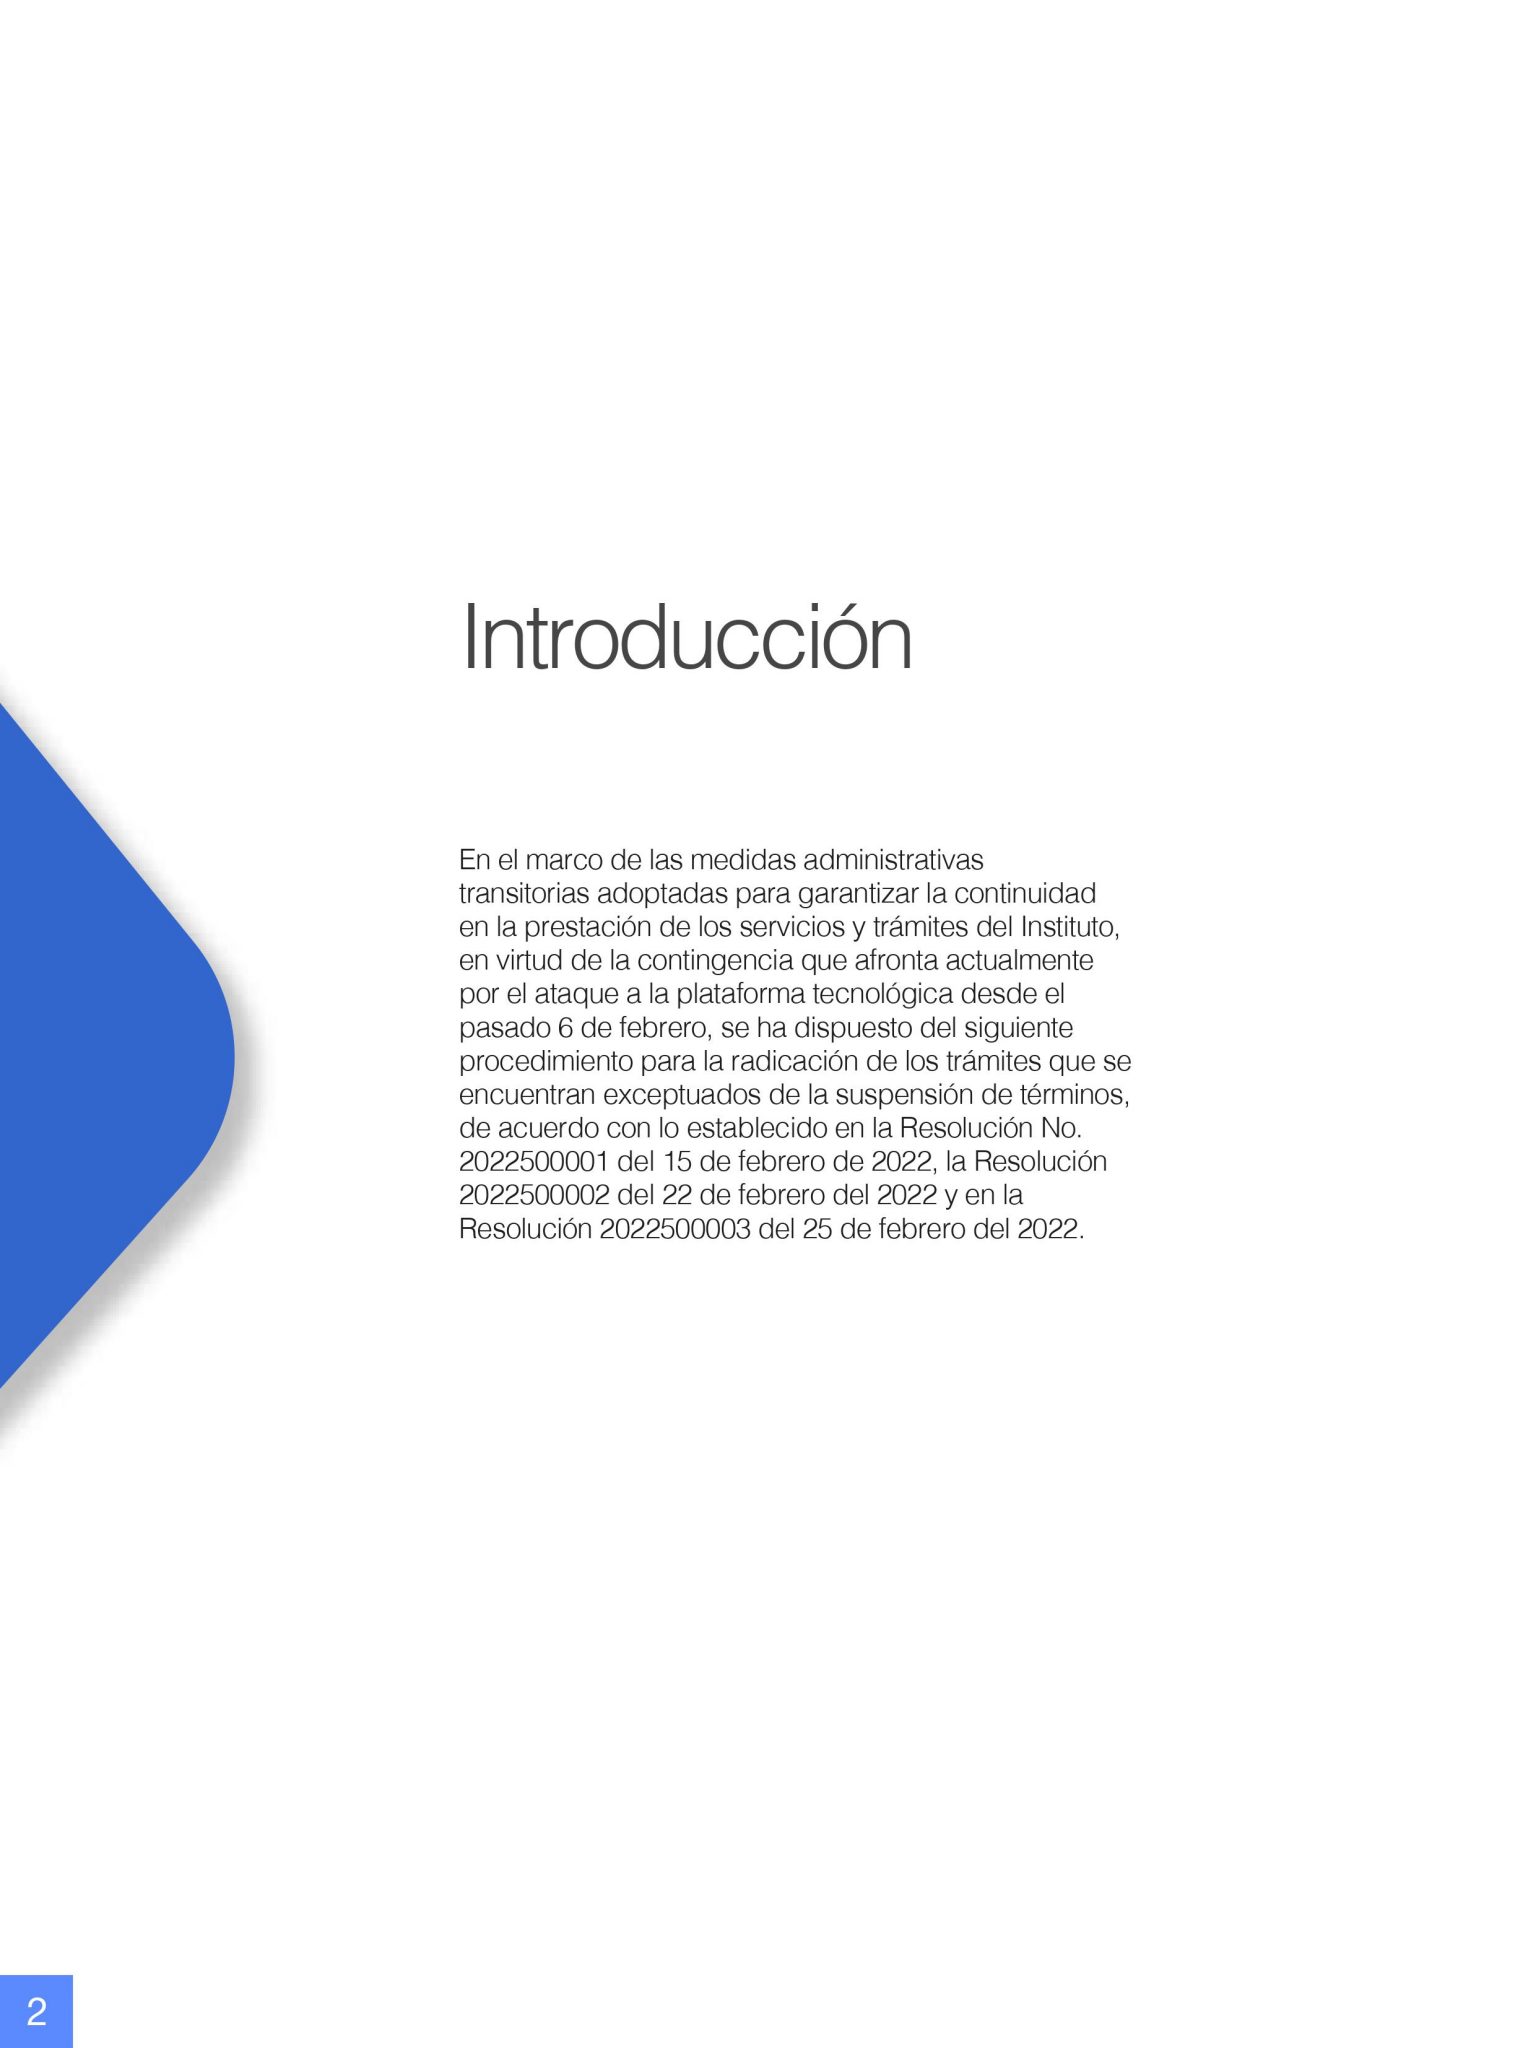 Introducción
En el marco de las medidas administrativas
transitorias adoptadas para garantizar la continuidad
en la prestación de los servicios y trámites del Instituto,
en virtud de la contingencia que afronta actualmente
por el ataque a la plataforma tecnológica desde el
pasado 6 de febrero, se ha dispuesto del siguiente
procedimiento para la radicación de los trámites que se
encuentran exceptuados de la suspensión de términos,
de acuerdo con lo establecido en la Resolución No.
2022500001 del 15 de febrero de 2022, la Resolución
2022500002 del 22 de febrero del 2022 y en la
Resolución 2022500003 del 25 de febrero del 2022.
2